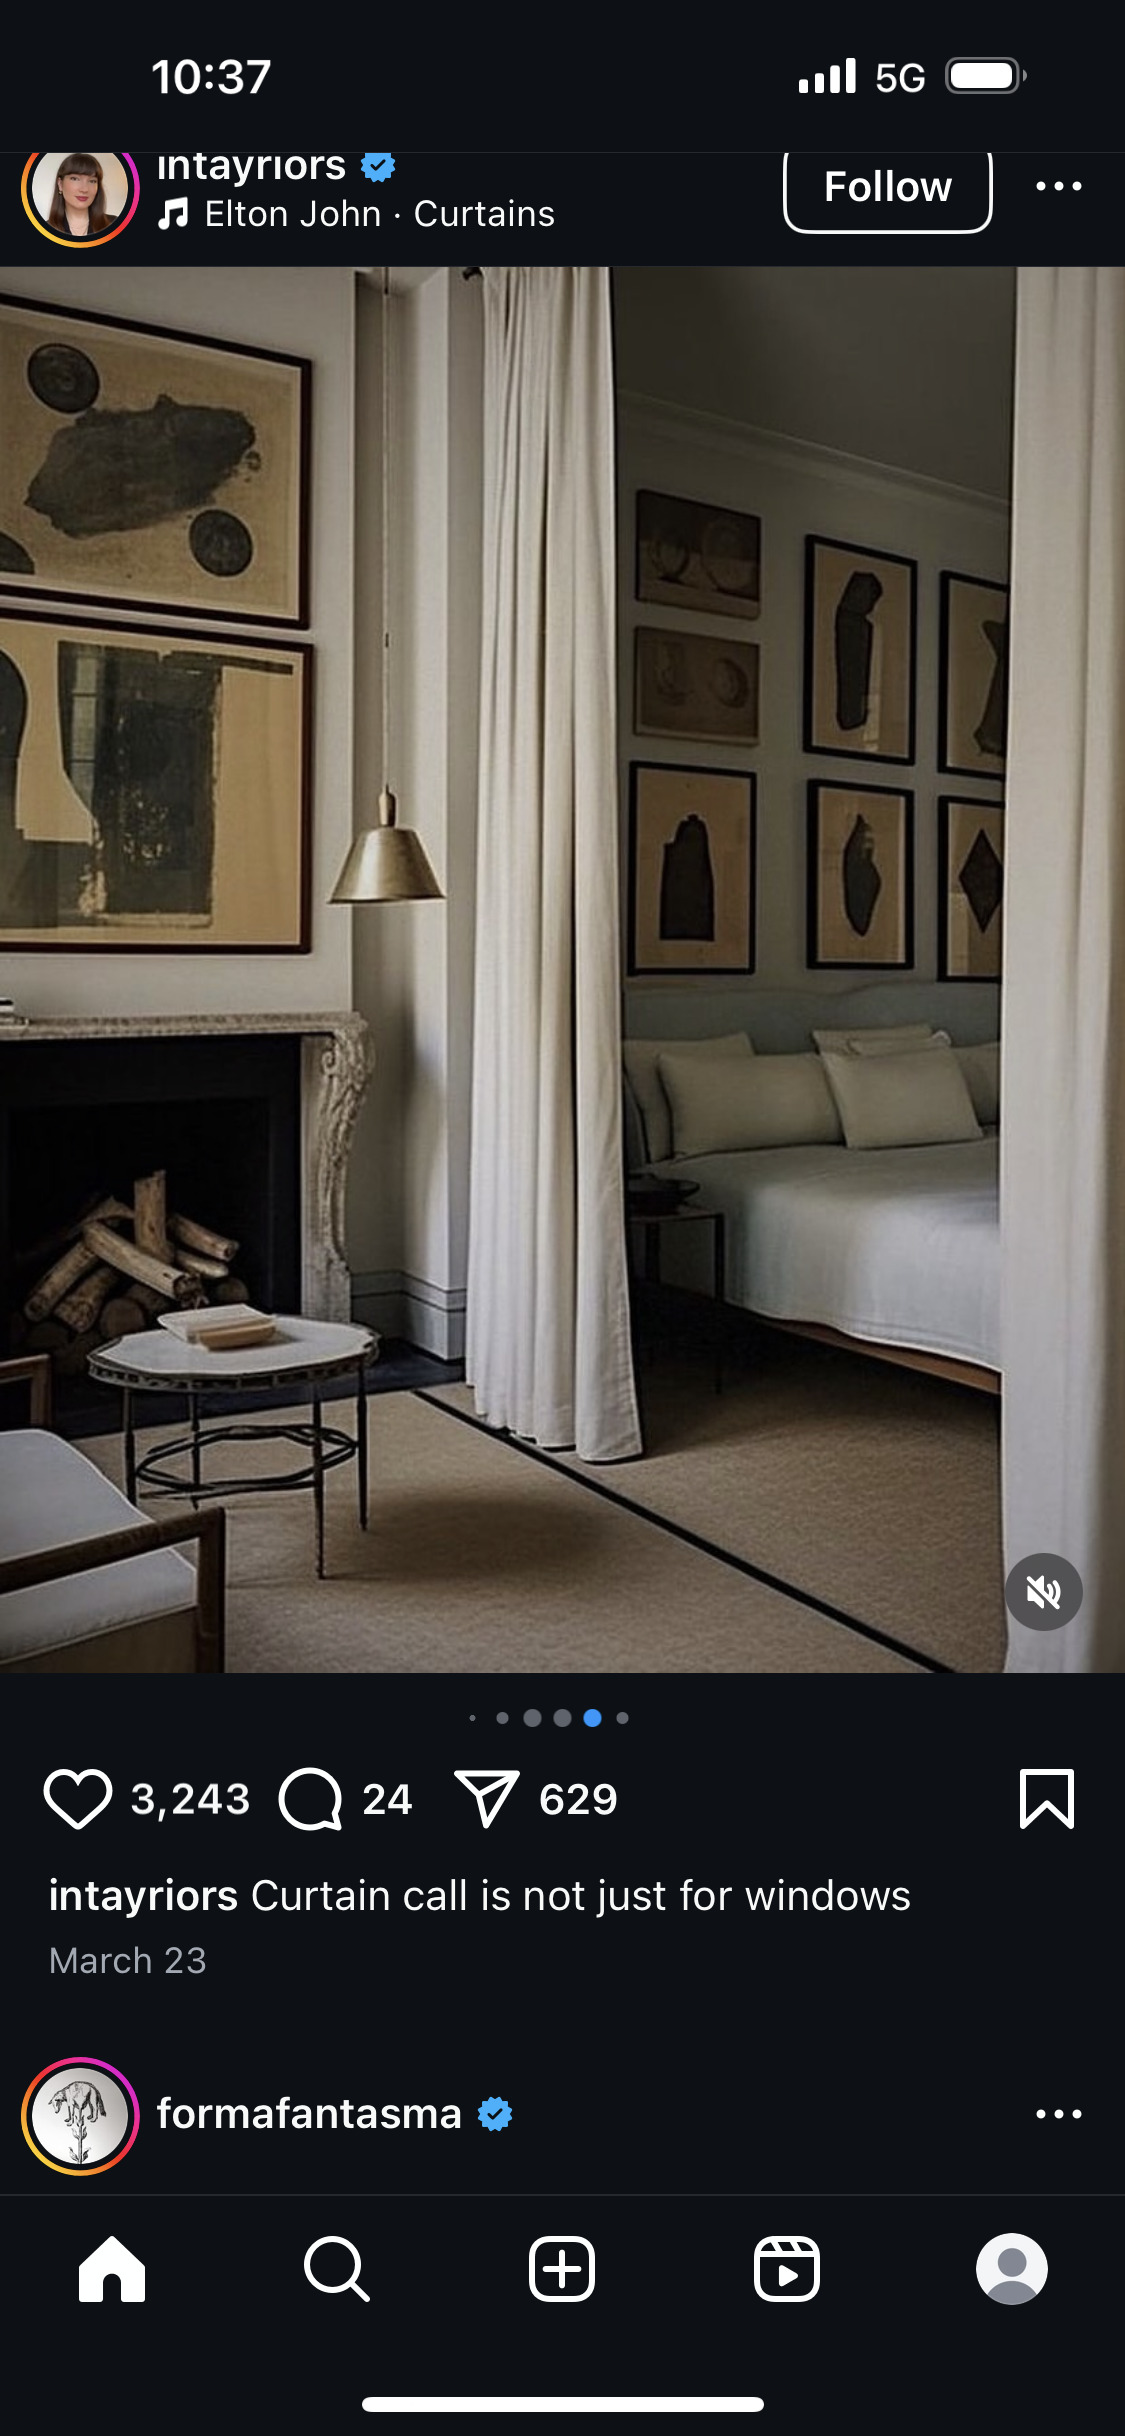 10:37
5G
intayriors
Elton John · Curtains
Follow
3,243
24
629
intayriors Curtain call is not just for windows
March 23
formafantasma